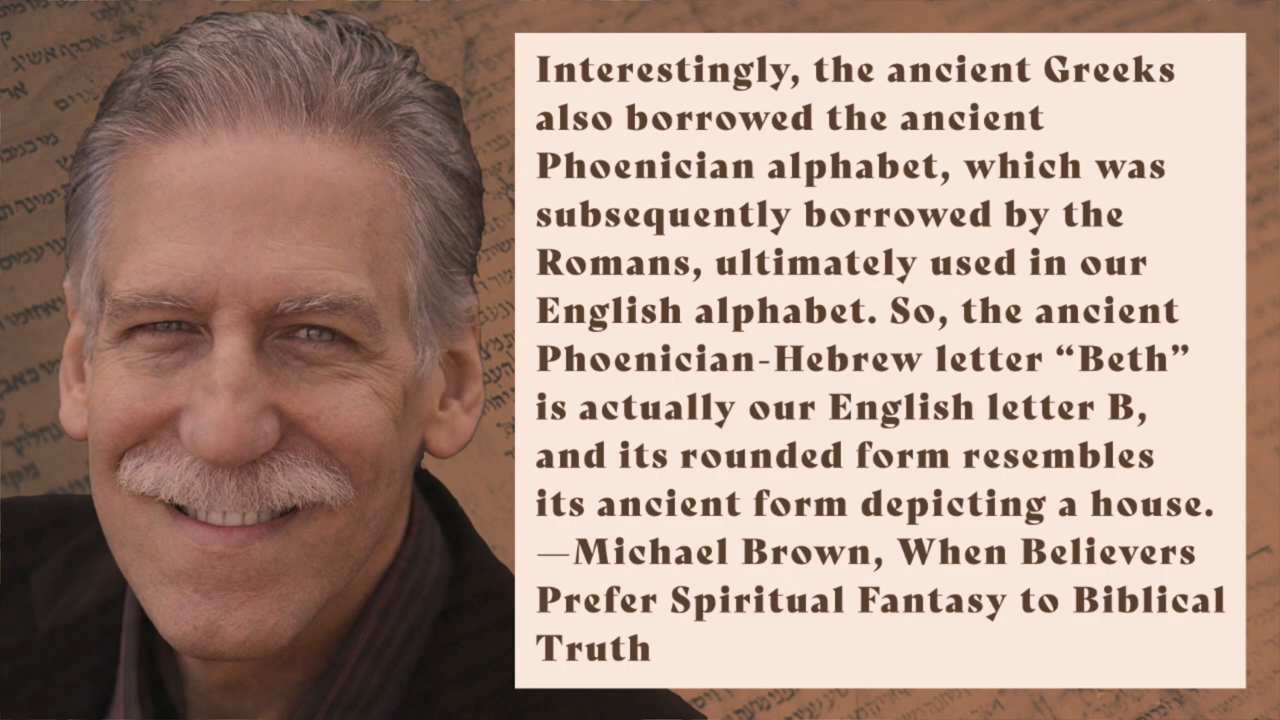 Interestingly, the ancient Greeks
also borrowed the ancient
Phoenician alphabet, which was
subsequently borrowed by the
Romans, ultimately used in our
English alphabet. So, the ancient
Phoenician-Hebrew letter “Beth”
is actually our English letter B,
and its rounded form resembles
its ancient form depicting a house.
—Michael Brown, When Believers
Prefer Spiritual Fantasy to Biblical
Truth